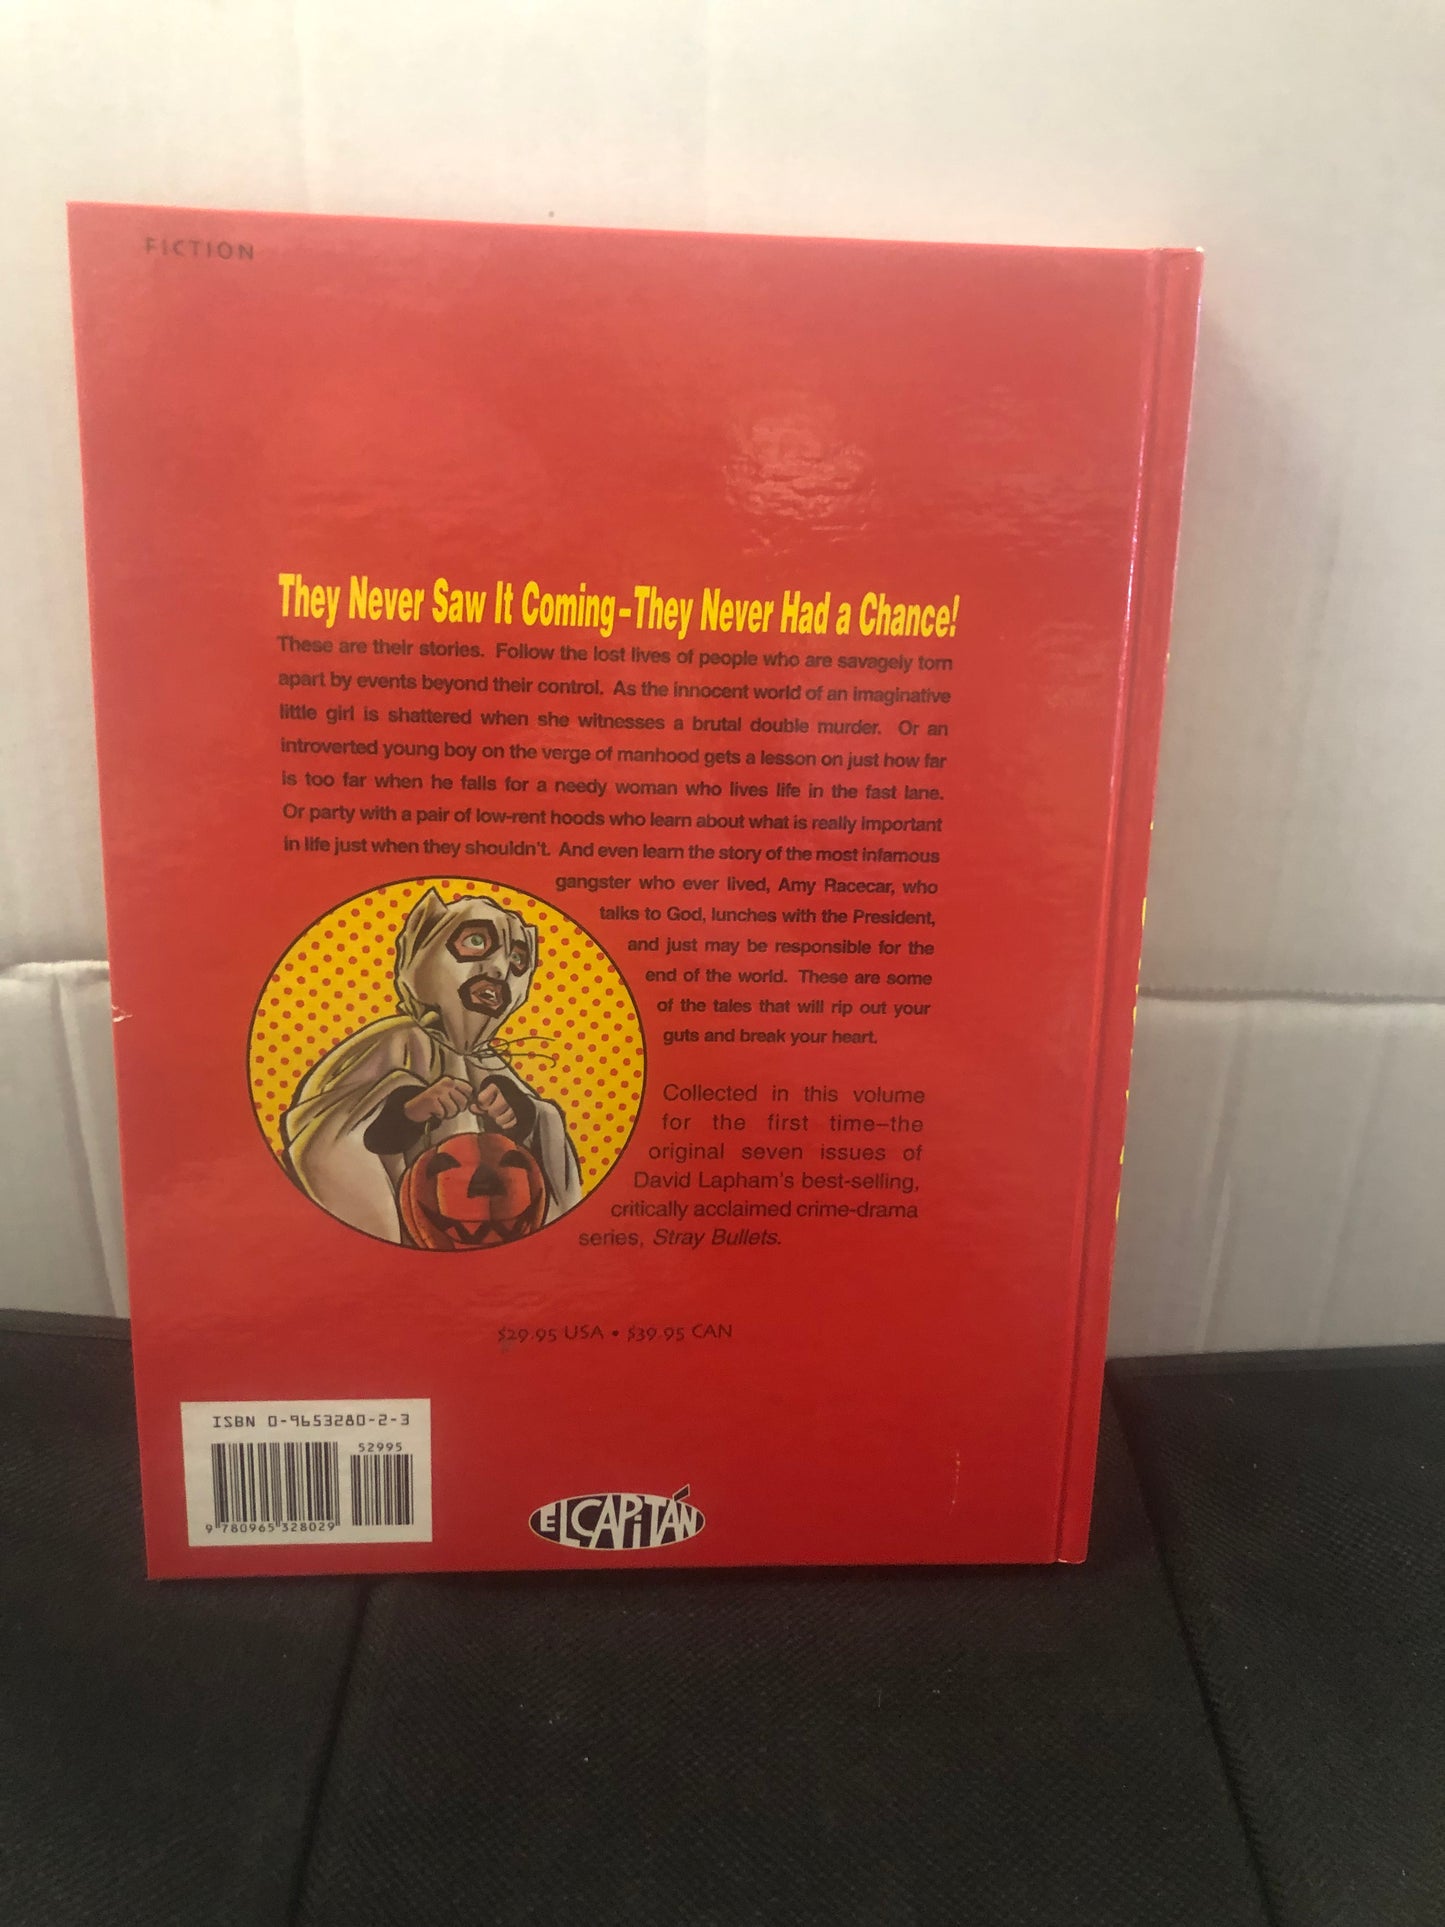 FICTION
They Never Saw It Coming–They Never Had a Chance!
These are their stories. Follow the lost lives of people who are savagely torn
apart by events beyond their control. As the innocent world of an imaginative
little girl is shattered when she witnesses a brutal double murder. Or an
introverted young boy on the verge of manhood gets a lesson on just how far
is too far when he falls for a needy woman who lives life in the fast lane.
Or party with a pair of low-rent hoods who learn about what is really important
in life just when they shouldn't. And even learn the story of the most infamous
gangster who ever lived, Amy Racecar, who
talks to God, lunches with the President,
and just may be responsible for the
end of the world. These are some
of the tales that will rip out your
guts and break your heart.
Collected in this volume
for the first time–the
original seven issues of
David Lapham's best-selling,
critically acclaimed crime-drama
series, Stray Bullets.
$29.95 USA • $39.95 CAN
ISBN 0-9653280-2-3
52995
9 780965 328029
EL CAPITÁN